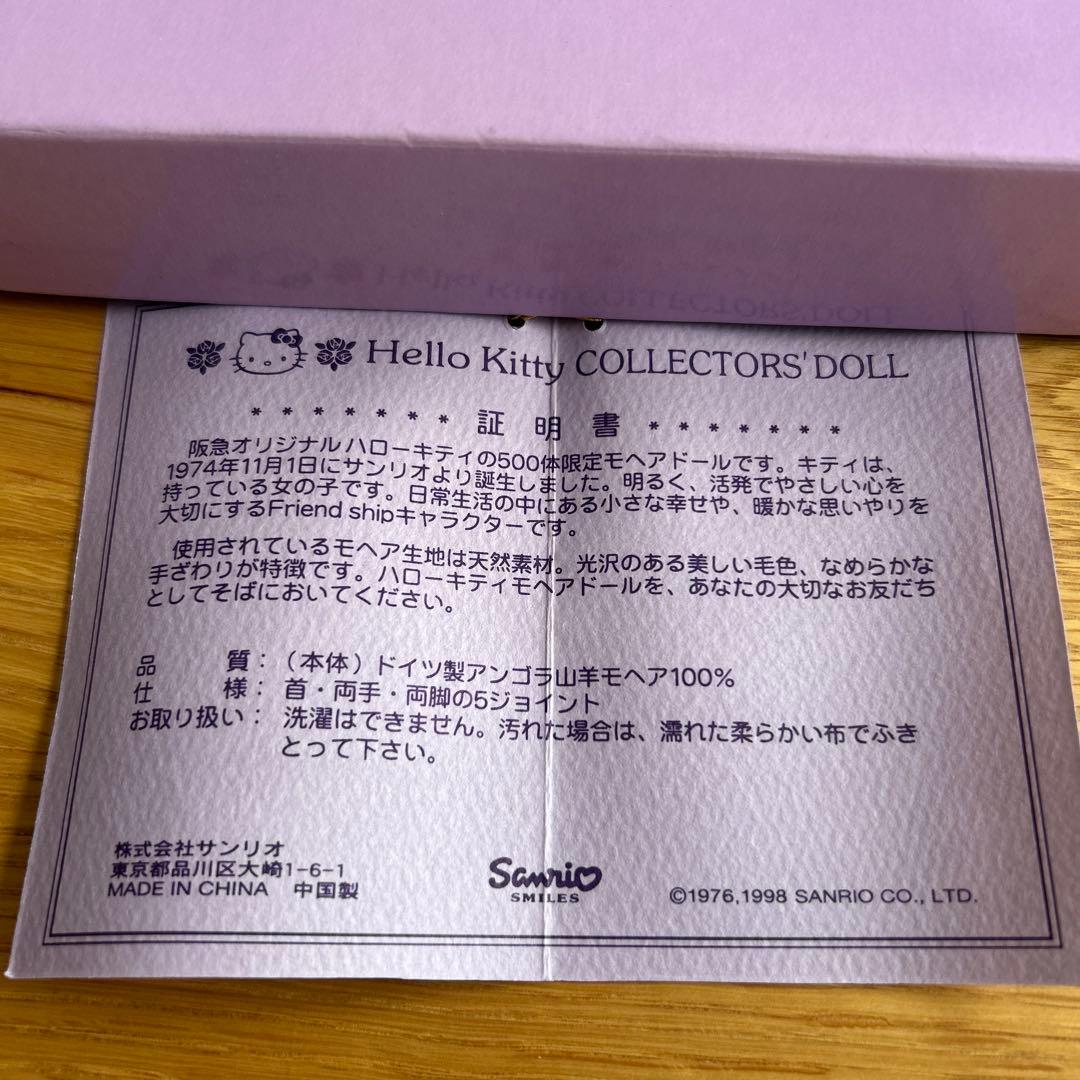 Hello Kitty COLLECTORS' DOLL
* * * * * * * 証 明 書 * * * * * * *
阪急オリジナルハローキティの500体限定モヘアドールです。キティは、
1974年11月1日にサンリオより誕生しました。明るく、活発でやさしい心を
持っている女の子です。日常生活の中にある小さな幸せや、暖かな思いやりを
大切にするFriend shipキャラクターです。
使用されているモヘア生地は天然素材。光沢のある美しい毛色、なめらかな
手ざわりが特徴です。ハローキティモヘアドールを、あなたの大切なお友だち
としてそばにおいてください。
品 質：（本体）ドイツ製アンゴラ山羊モヘア100%
仕 様：首・両手・両脚の5ジョイント
お取り扱い：洗濯はできません。汚れた場合は、濡れた柔らかい布でふき
とって下さい。
株式会社サンリオ
東京都品川区大崎1-6-1
MADE IN CHINA 中国製
Sanrio
SMILES
©1976,1998 SANRIO CO., LTD.